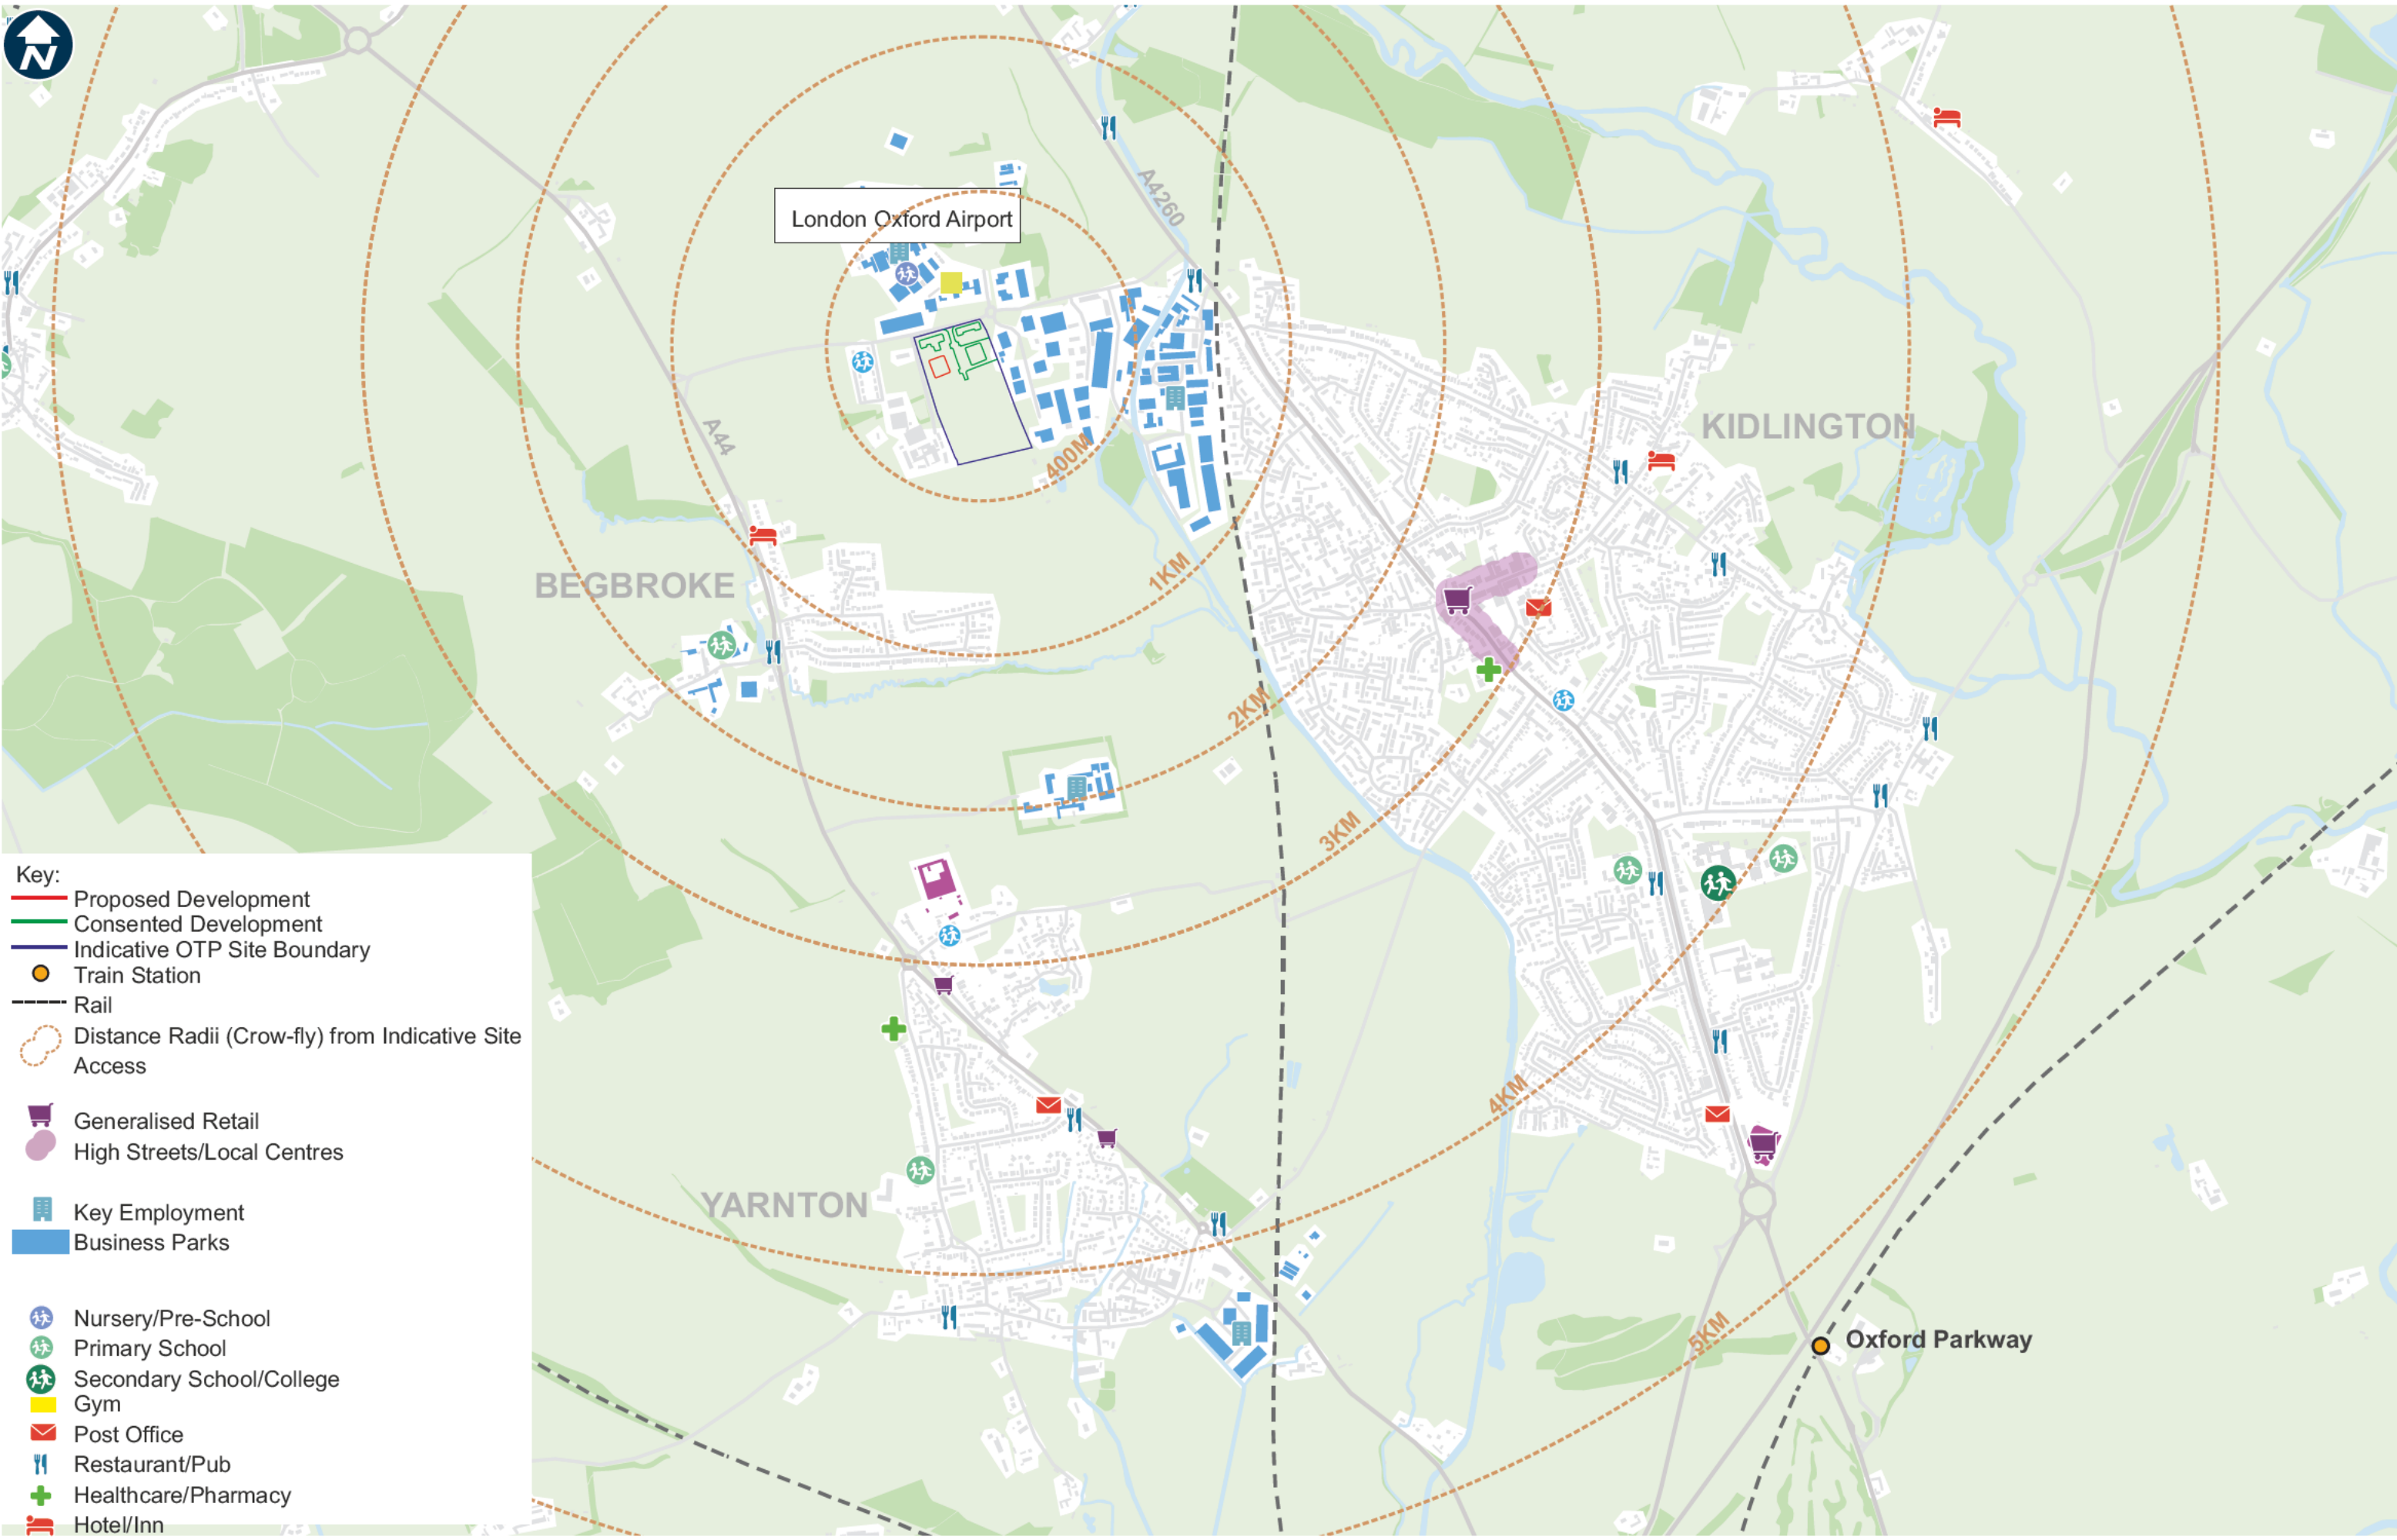 N
London Oxford Airport
A4260
A44
400M
KIDLINGTON
1KM
BEGBROKE
2KM
3KM
4KM
YARNTON
5KM
Oxford Parkway
Key:
Proposed Development
Consented Development
Indicative OTP Site Boundary
Train Station
Rail
Distance Radii (Crow-fly) from Indicative Site
Access
Generalised Retail
High Streets/Local Centres
Key Employment
Business Parks
Nursery/Pre-School
Primary School
Secondary School/College
Gym
Post Office
Restaurant/Pub
Healthcare/Pharmacy
Hotel/Inn